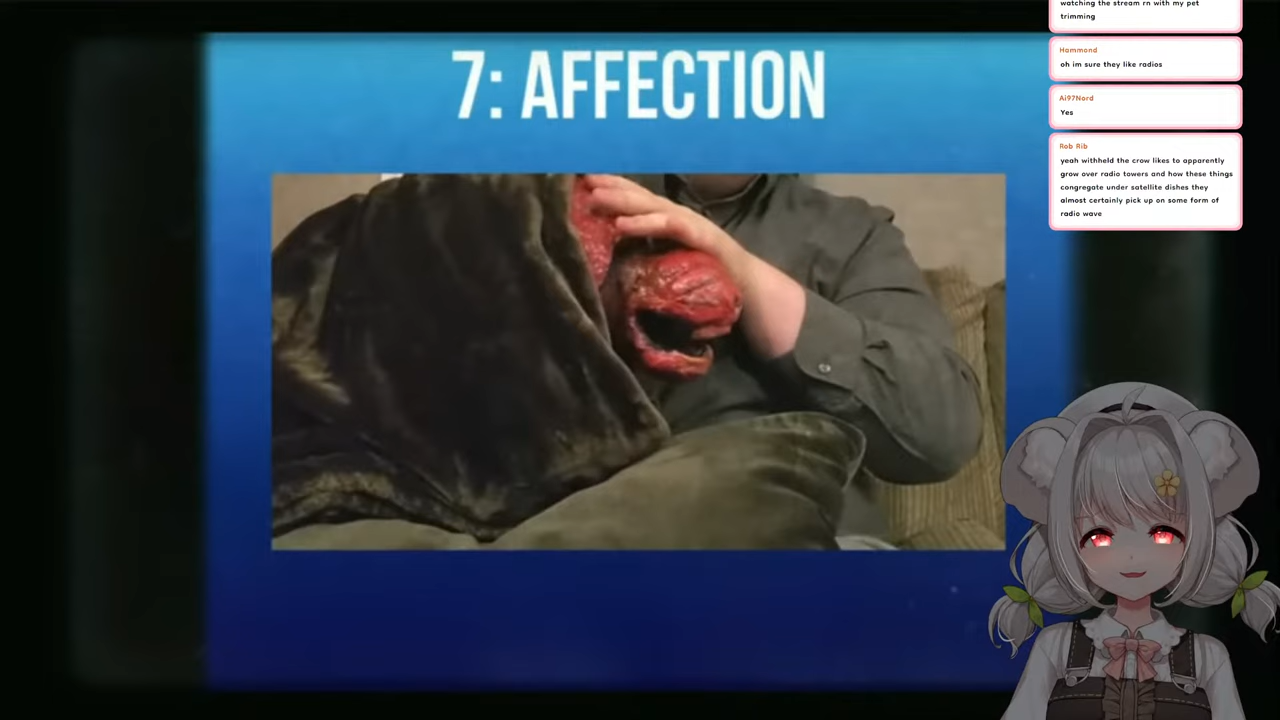 7: AFFECTION
watching the stream rn with my pet
trimming
Hammond
oh im sure they like radios
Ai97Nord
Yes
Rob Rib
yeah withheld the crow likes to apparently
grow over radio towers and how these things
congregate under satellite dishes they
almost certainly pick up on some form of
radio wave